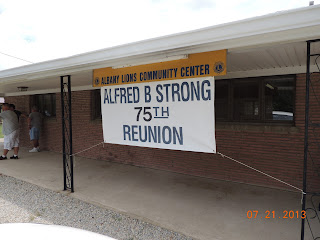 ALBANY LIONS COMMUNITY CENTER
ALFRED B STRONG
75TH
REUNION
07 21 2013